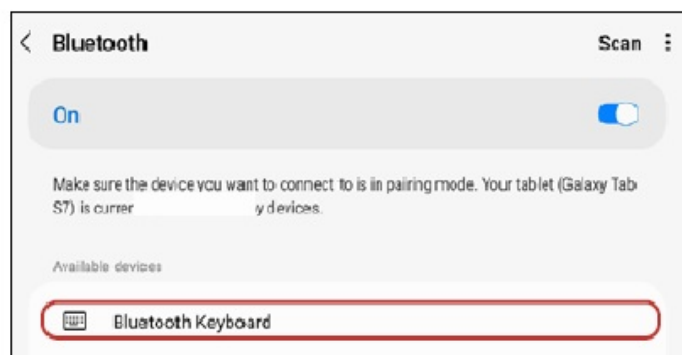 Bluetooth Scan
On
Make sure the device you want to connect to is in pairing mode. Your tablet (Galaxy Tab
S7) is curren y devices.
Available devices
Bluetooth Keyboard